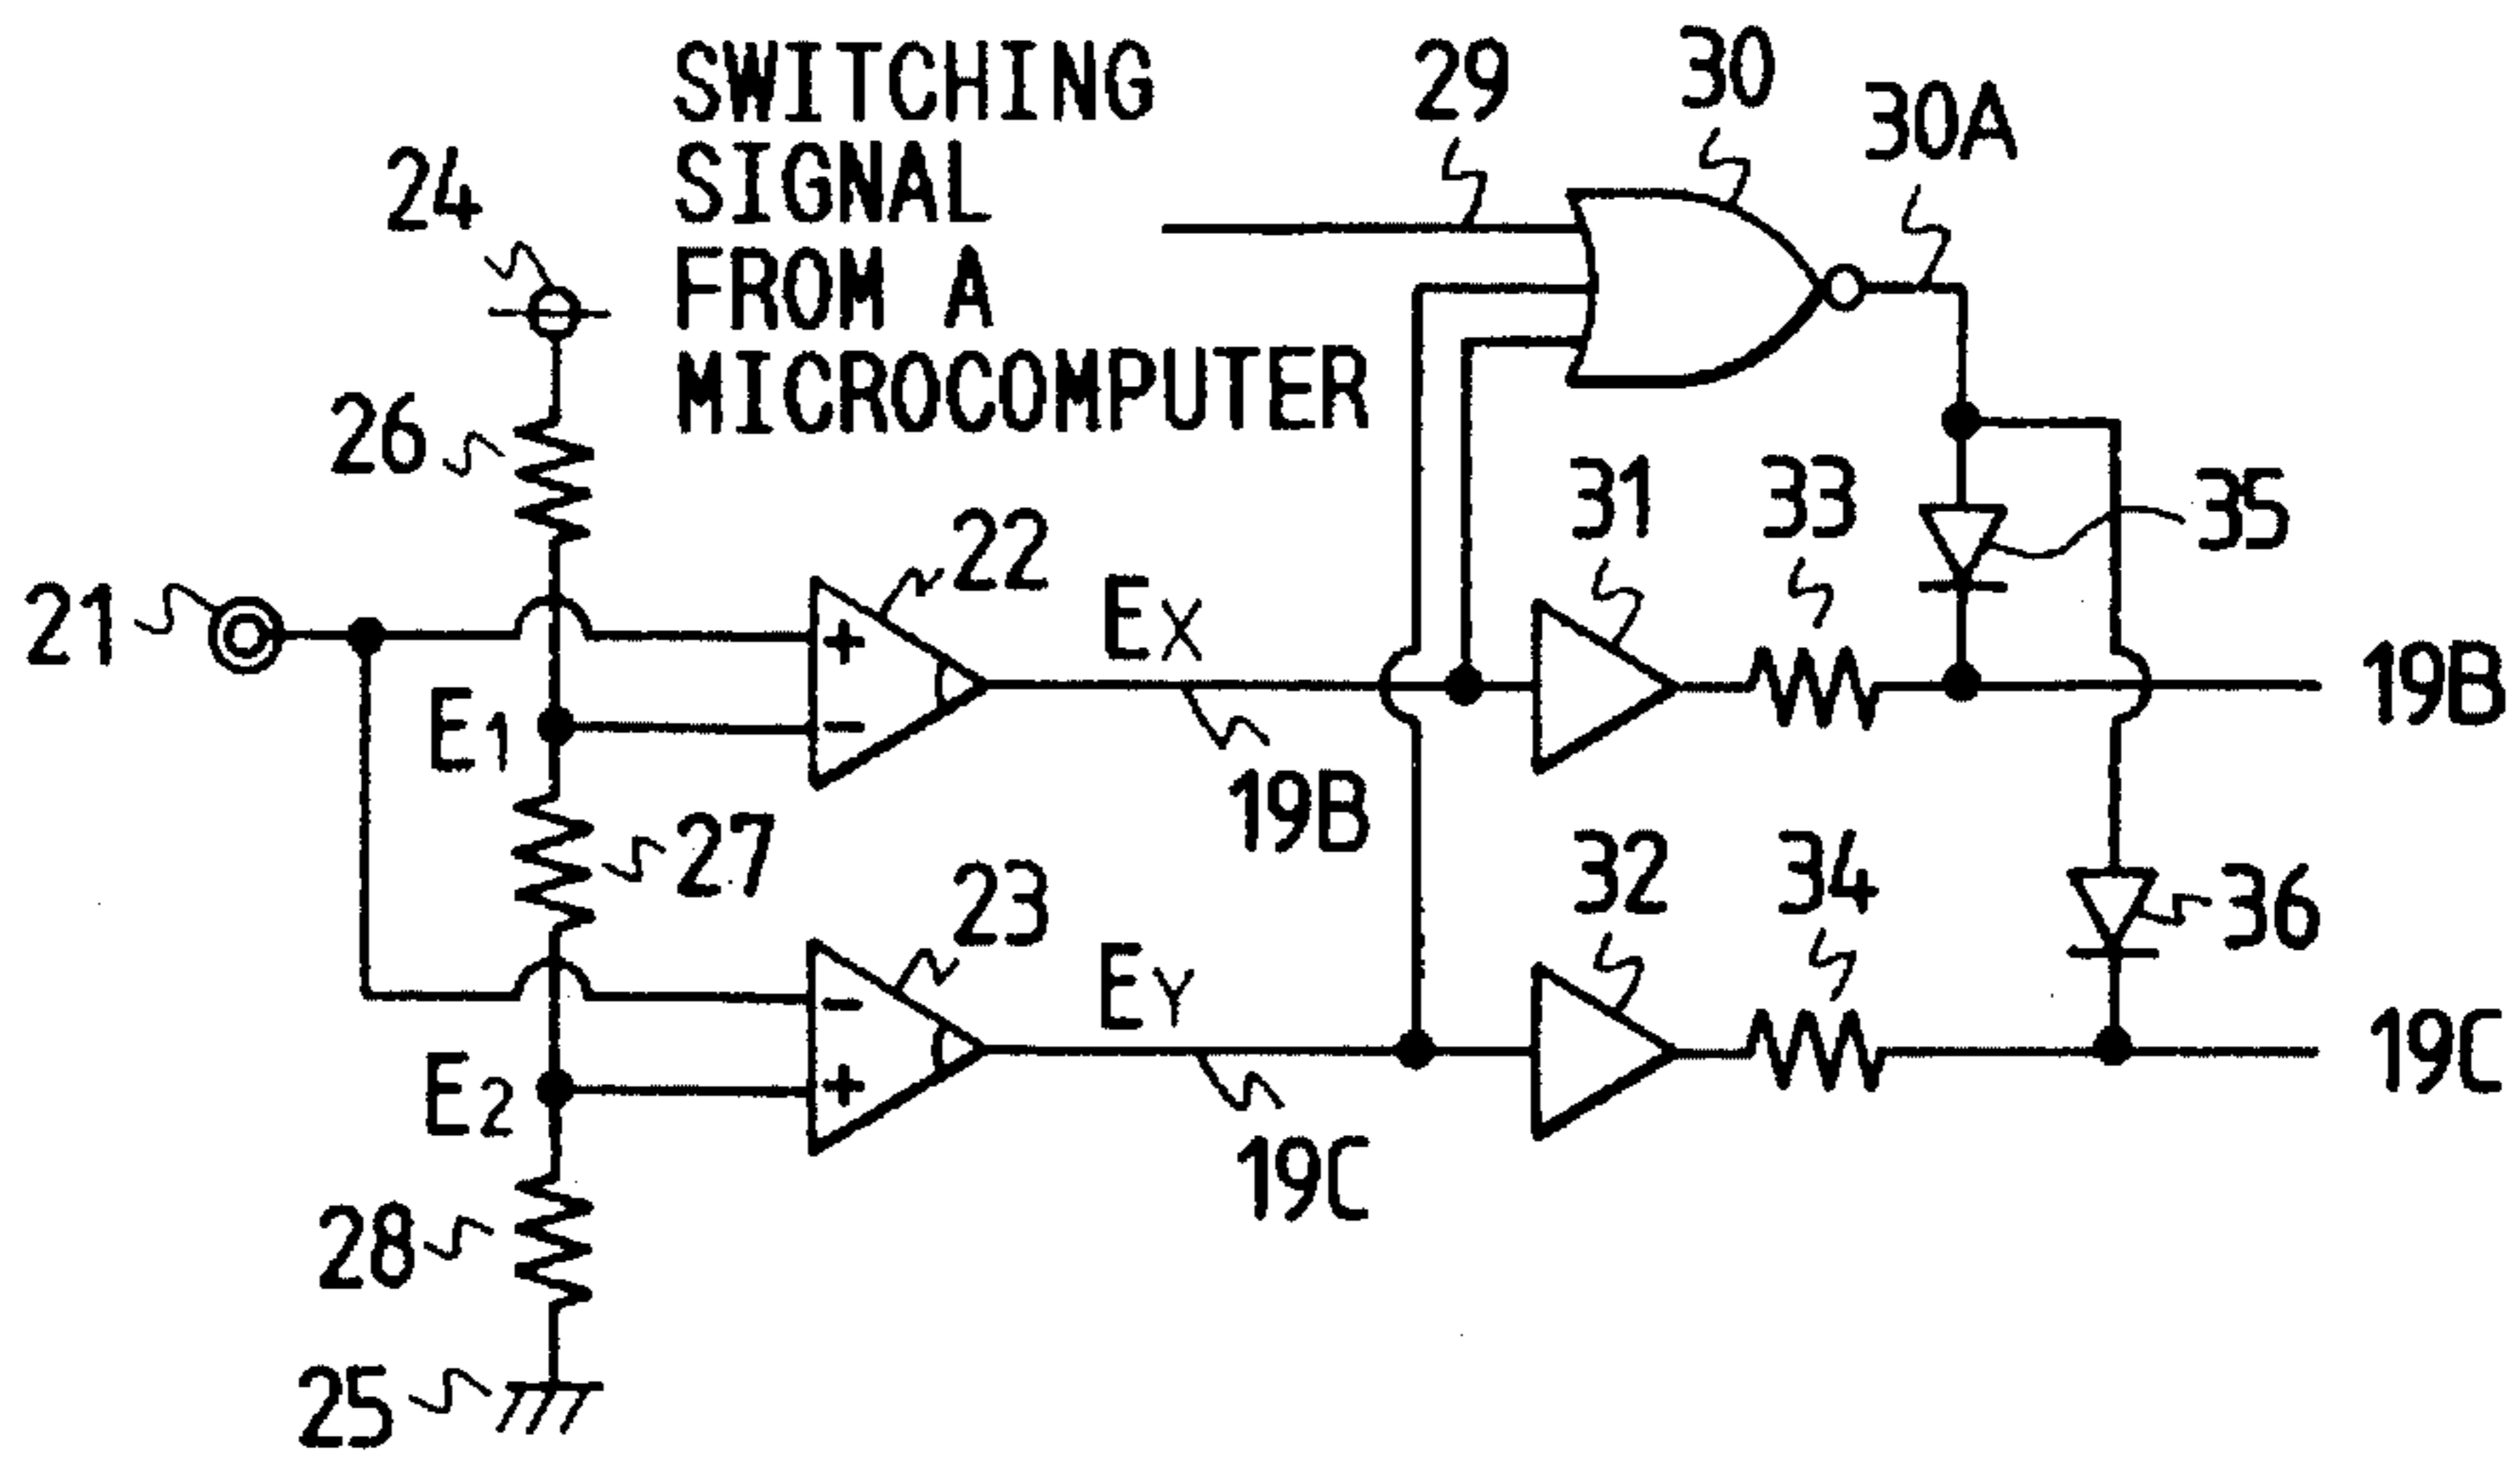 SWITCHING
SIGNAL
FROM A
MICROCOMPUTER
29
30
30A
24
26
31
33
35
22
21
+
EX
19B
E1
−
19B
27
32
34
36
23
−
EY
19C
E2
+
19C
28
25